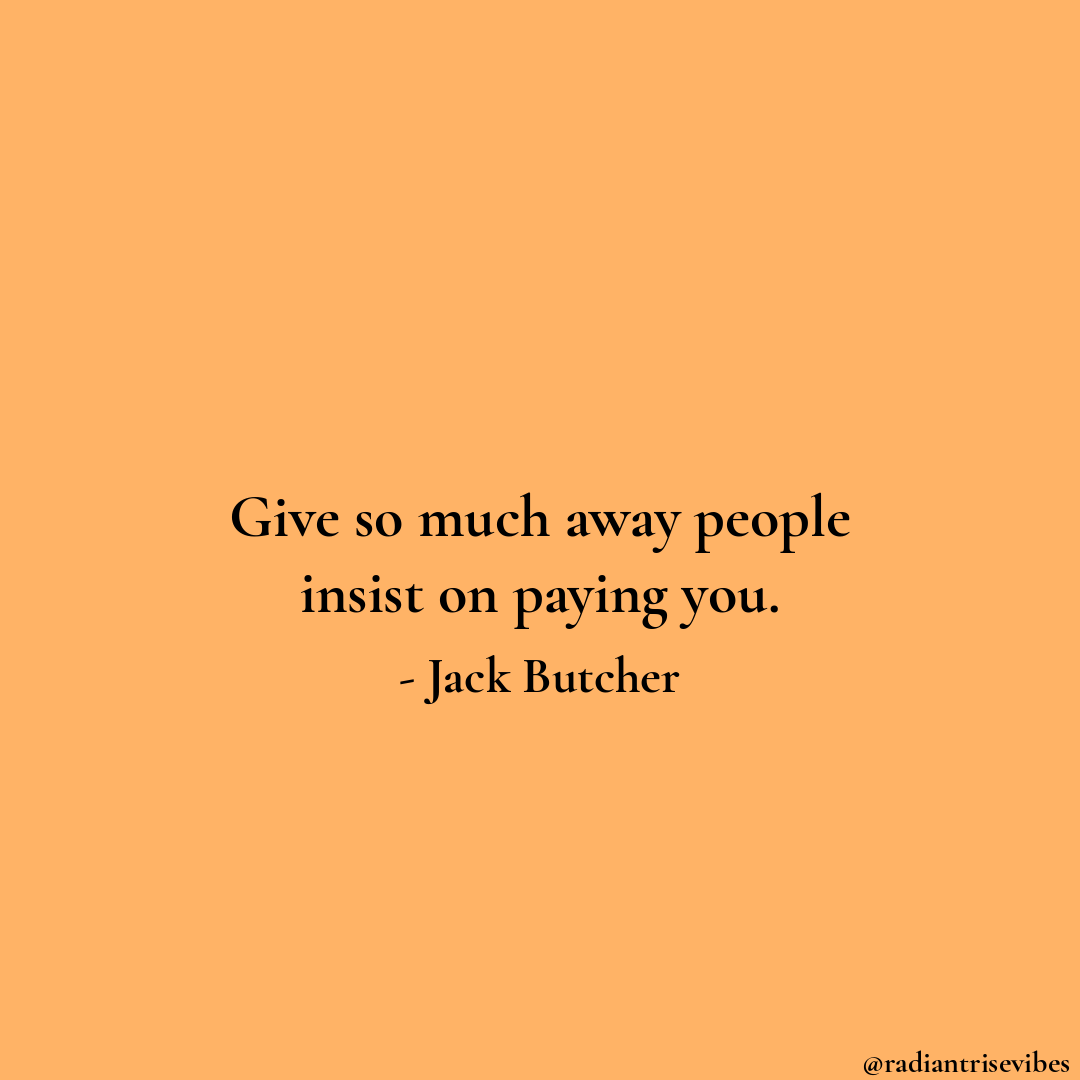 Give so much away people
insist on paying you.
- Jack Butcher
@radiantrisevibes